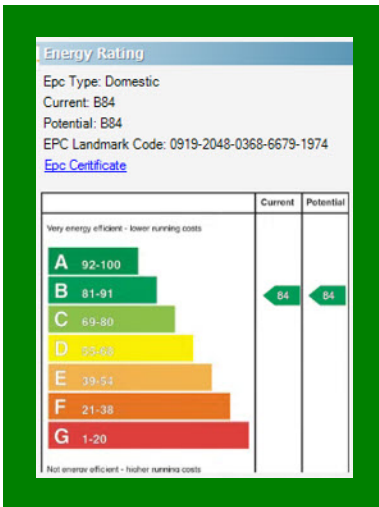 Energy Rating
Epc Type: Domestic
Current: B84
Potential: B84
EPC Landmark Code: 0919-2048-0368-6679-1974
Epc Certificate
Current Potential
Very energy efficient - lower running costs
A 92-100
B 81-91 84 84
C 69-80
D 55-68
E 39-54
F 21-38
G 1-20
Not energy efficient - higher running costs